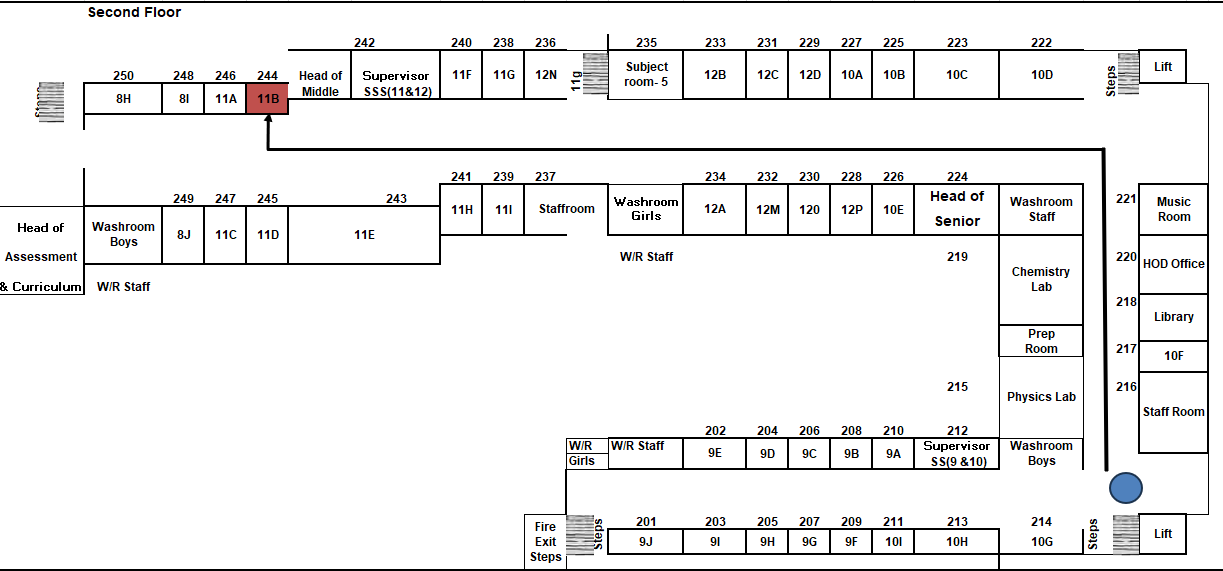 Second Floor
242 240 238 236 235 233 231 229 227 225 223 222
250 248 246 244
Head of
Middle
Supervisor
SSS(11&12)
11F 11G 12N
11g
Subject
room- 5
12B 12C 12D 10A 10B 10C 10D
Steps
Lift
8H 8I 11A 11B
241 239 237 234 232 230 228 226 224
249 247 245 243
221
11H 11I Staffroom
Washroom
Girls
12A 12M 120 12P 10E
Head of
Senior
Washroom
Staff
Music
Room
Head of
Assessment
& Curriculum
Washroom
Boys
8J 11C 11D 11E
W/R Staff
W/R Staff
219
Chemistry
Lab
220
HOD Office
218
Library
Prep
Room
217
10F
215
Physics Lab
216
Staff Room
202 204 206 208 210 212
W/R
Girls
W/R Staff
9E 9D 9C 9B 9A
Supervisor
SS(9 &10)
Washroom
Boys
Fire
Exit
Steps
Steps
201 203 205 207 209 211 213 214
9J 9I 9H 9G 9F 10I 10H 10G
Steps
Lift